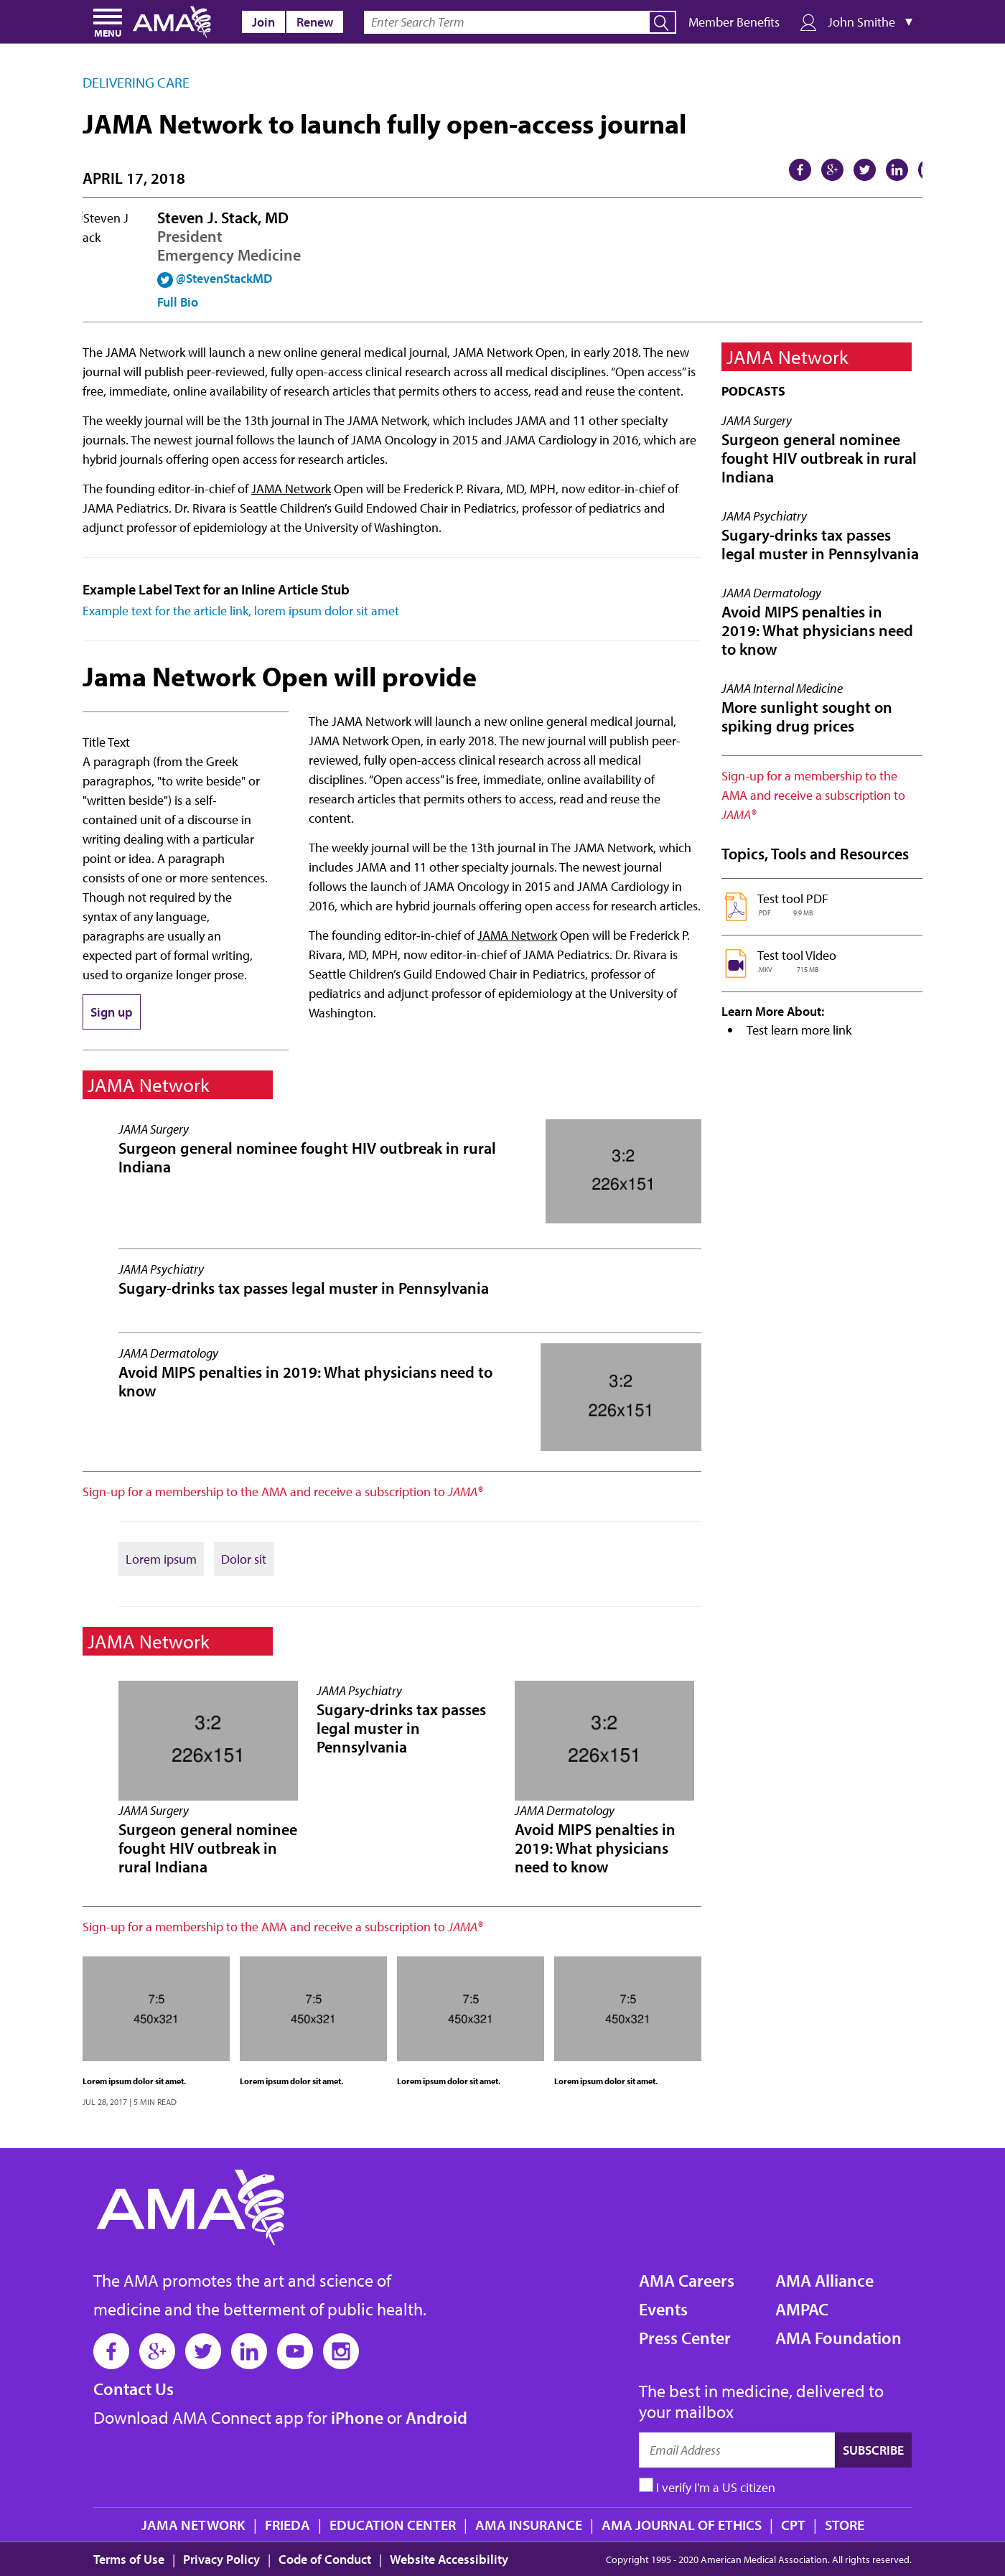 MENU
AMA
Join
Renew
Enter Search Term
Member Benefits
John Smithe
DELIVERING CARE
JAMA Network to launch fully open-access journal
APRIL 17, 2018
Steven J
ack
Steven J. Stack, MD
President
Emergency Medicine
@StevenStackMD
Full Bio
The JAMA Network will launch a new online general medical journal, JAMA Network Open, in early 2018. The new
journal will publish peer-reviewed, fully open-access clinical research across all medical disciplines. “Open access” is
free, immediate, online availability of research articles that permits others to access, read and reuse the content.
The weekly journal will be the 13th journal in The JAMA Network, which includes JAMA and 11 other specialty
journals. The newest journal follows the launch of JAMA Oncology in 2015 and JAMA Cardiology in 2016, which are
hybrid journals offering open access for research articles.
The founding editor-in-chief of JAMA Network Open will be Frederick P. Rivara, MD, MPH, now editor-in-chief of
JAMA Pediatrics. Dr. Rivara is Seattle Children’s Guild Endowed Chair in Pediatrics, professor of pediatrics and
adjunct professor of epidemiology at the University of Washington.
Example Label Text for an Inline Article Stub
Example text for the article link, lorem ipsum dolor sit amet
Jama Network Open will provide
Title Text
A paragraph (from the Greek
paragraphos, "to write beside" or
"written beside") is a self-
contained unit of a discourse in
writing dealing with a particular
point or idea. A paragraph
consists of one or more sentences.
Though not required by the
syntax of any language,
paragraphs are usually an
expected part of formal writing,
used to organize longer prose.
Sign up
The JAMA Network will launch a new online general medical journal,
JAMA Network Open, in early 2018. The new journal will publish peer-
reviewed, fully open-access clinical research across all medical
disciplines. “Open access” is free, immediate, online availability of
research articles that permits others to access, read and reuse the
content.
The weekly journal will be the 13th journal in The JAMA Network, which
includes JAMA and 11 other specialty journals. The newest journal
follows the launch of JAMA Oncology in 2015 and JAMA Cardiology in
2016, which are hybrid journals offering open access for research articles.
The founding editor-in-chief of JAMA Network Open will be Frederick P.
Rivara, MD, MPH, now editor-in-chief of JAMA Pediatrics. Dr. Rivara is
Seattle Children’s Guild Endowed Chair in Pediatrics, professor of
pediatrics and adjunct professor of epidemiology at the University of
Washington.
JAMA Network
JAMA Surgery
Surgeon general nominee fought HIV outbreak in rural
Indiana
3:2
226x151
JAMA Psychiatry
Sugary-drinks tax passes legal muster in Pennsylvania
JAMA Dermatology
Avoid MIPS penalties in 2019: What physicians need to
know
3:2
226x151
Sign-up for a membership to the AMA and receive a subscription to JAMA®
Lorem ipsum
Dolor sit
JAMA Network
3:2
226x151
JAMA Surgery
Surgeon general nominee
fought HIV outbreak in
rural Indiana
JAMA Psychiatry
Sugary-drinks tax passes
legal muster in
Pennsylvania
3:2
226x151
JAMA Dermatology
Avoid MIPS penalties in
2019: What physicians
need to know
Sign-up for a membership to the AMA and receive a subscription to JAMA®
7:5
450x321
Lorem ipsum dolor sit amet.
JUL 28, 2017 | 5 MIN READ
7:5
450x321
Lorem ipsum dolor sit amet.
7:5
450x321
Lorem ipsum dolor sit amet.
7:5
450x321
Lorem ipsum dolor sit amet.
JAMA Network
PODCASTS
JAMA Surgery
Surgeon general nominee
fought HIV outbreak in rural
Indiana
JAMA Psychiatry
Sugary-drinks tax passes
legal muster in Pennsylvania
JAMA Dermatology
Avoid MIPS penalties in
2019: What physicians need
to know
JAMA Internal Medicine
More sunlight sought on
spiking drug prices
Sign-up for a membership to the
AMA and receive a subscription to
JAMA®
Topics, Tools and Resources
Test tool PDF
.PDF 9.9 MB
Test tool Video
.MKV 715 MB
Learn More About:
Test learn more link
AMA
The AMA promotes the art and science of
medicine and the betterment of public health.
Contact Us
Download AMA Connect app for iPhone or Android
AMA Careers
Events
Press Center
AMA Alliance
AMPAC
AMA Foundation
The best in medicine, delivered to
your mailbox
Email Address
SUBSCRIBE
I verify I'm a US citizen
JAMA NETWORK | FRIEDA | EDUCATION CENTER | AMA INSURANCE | AMA JOURNAL OF ETHICS | CPT | STORE
Terms of Use | Privacy Policy | Code of Conduct | Website Accessibility
Copyright 1995 - 2020 American Medical Association. All rights reserved.